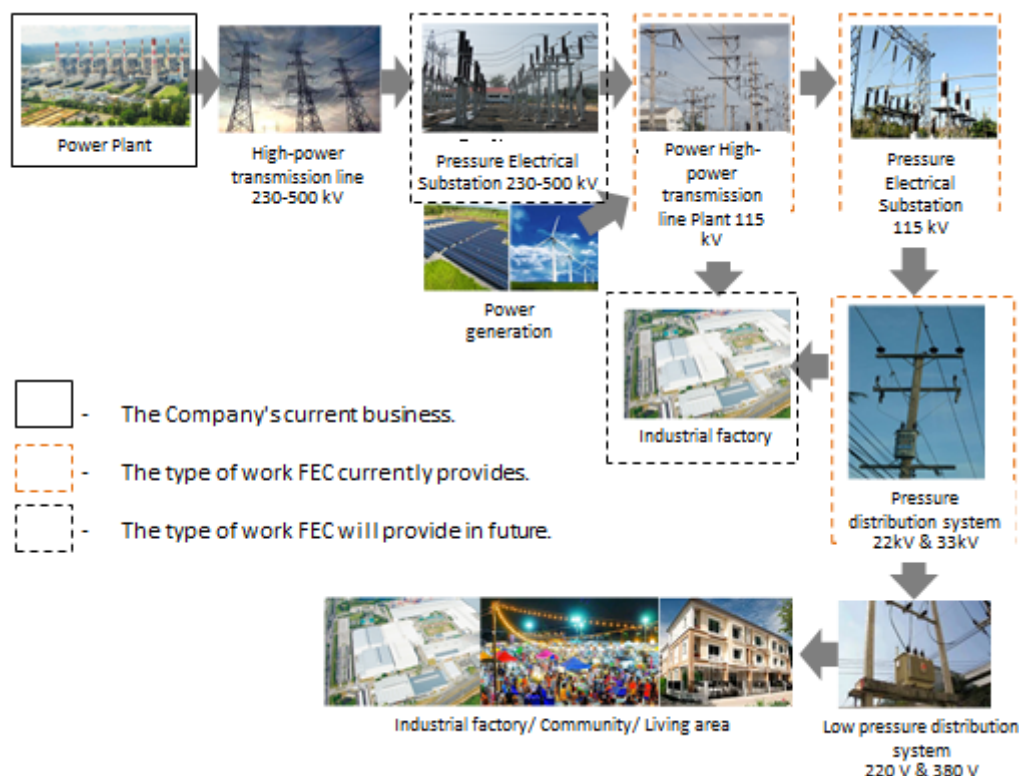 Power Plant
High-power
transmission line
230-500 kV
Pressure Electrical
Substation 230-500 kV
Power High-
power
transmission
line Plant 115
kV
Pressure
Electrical
Substation
115 kV
Power
generation
Industrial factory
Pressure
distribution system
22kV & 33kV
- The Company's current business.
- The type of work FEC currently provides.
- The type of work FEC will provide in future.
Industrial factory/ Community/ Living area
Low pressure distribution
system
220 V & 380 V